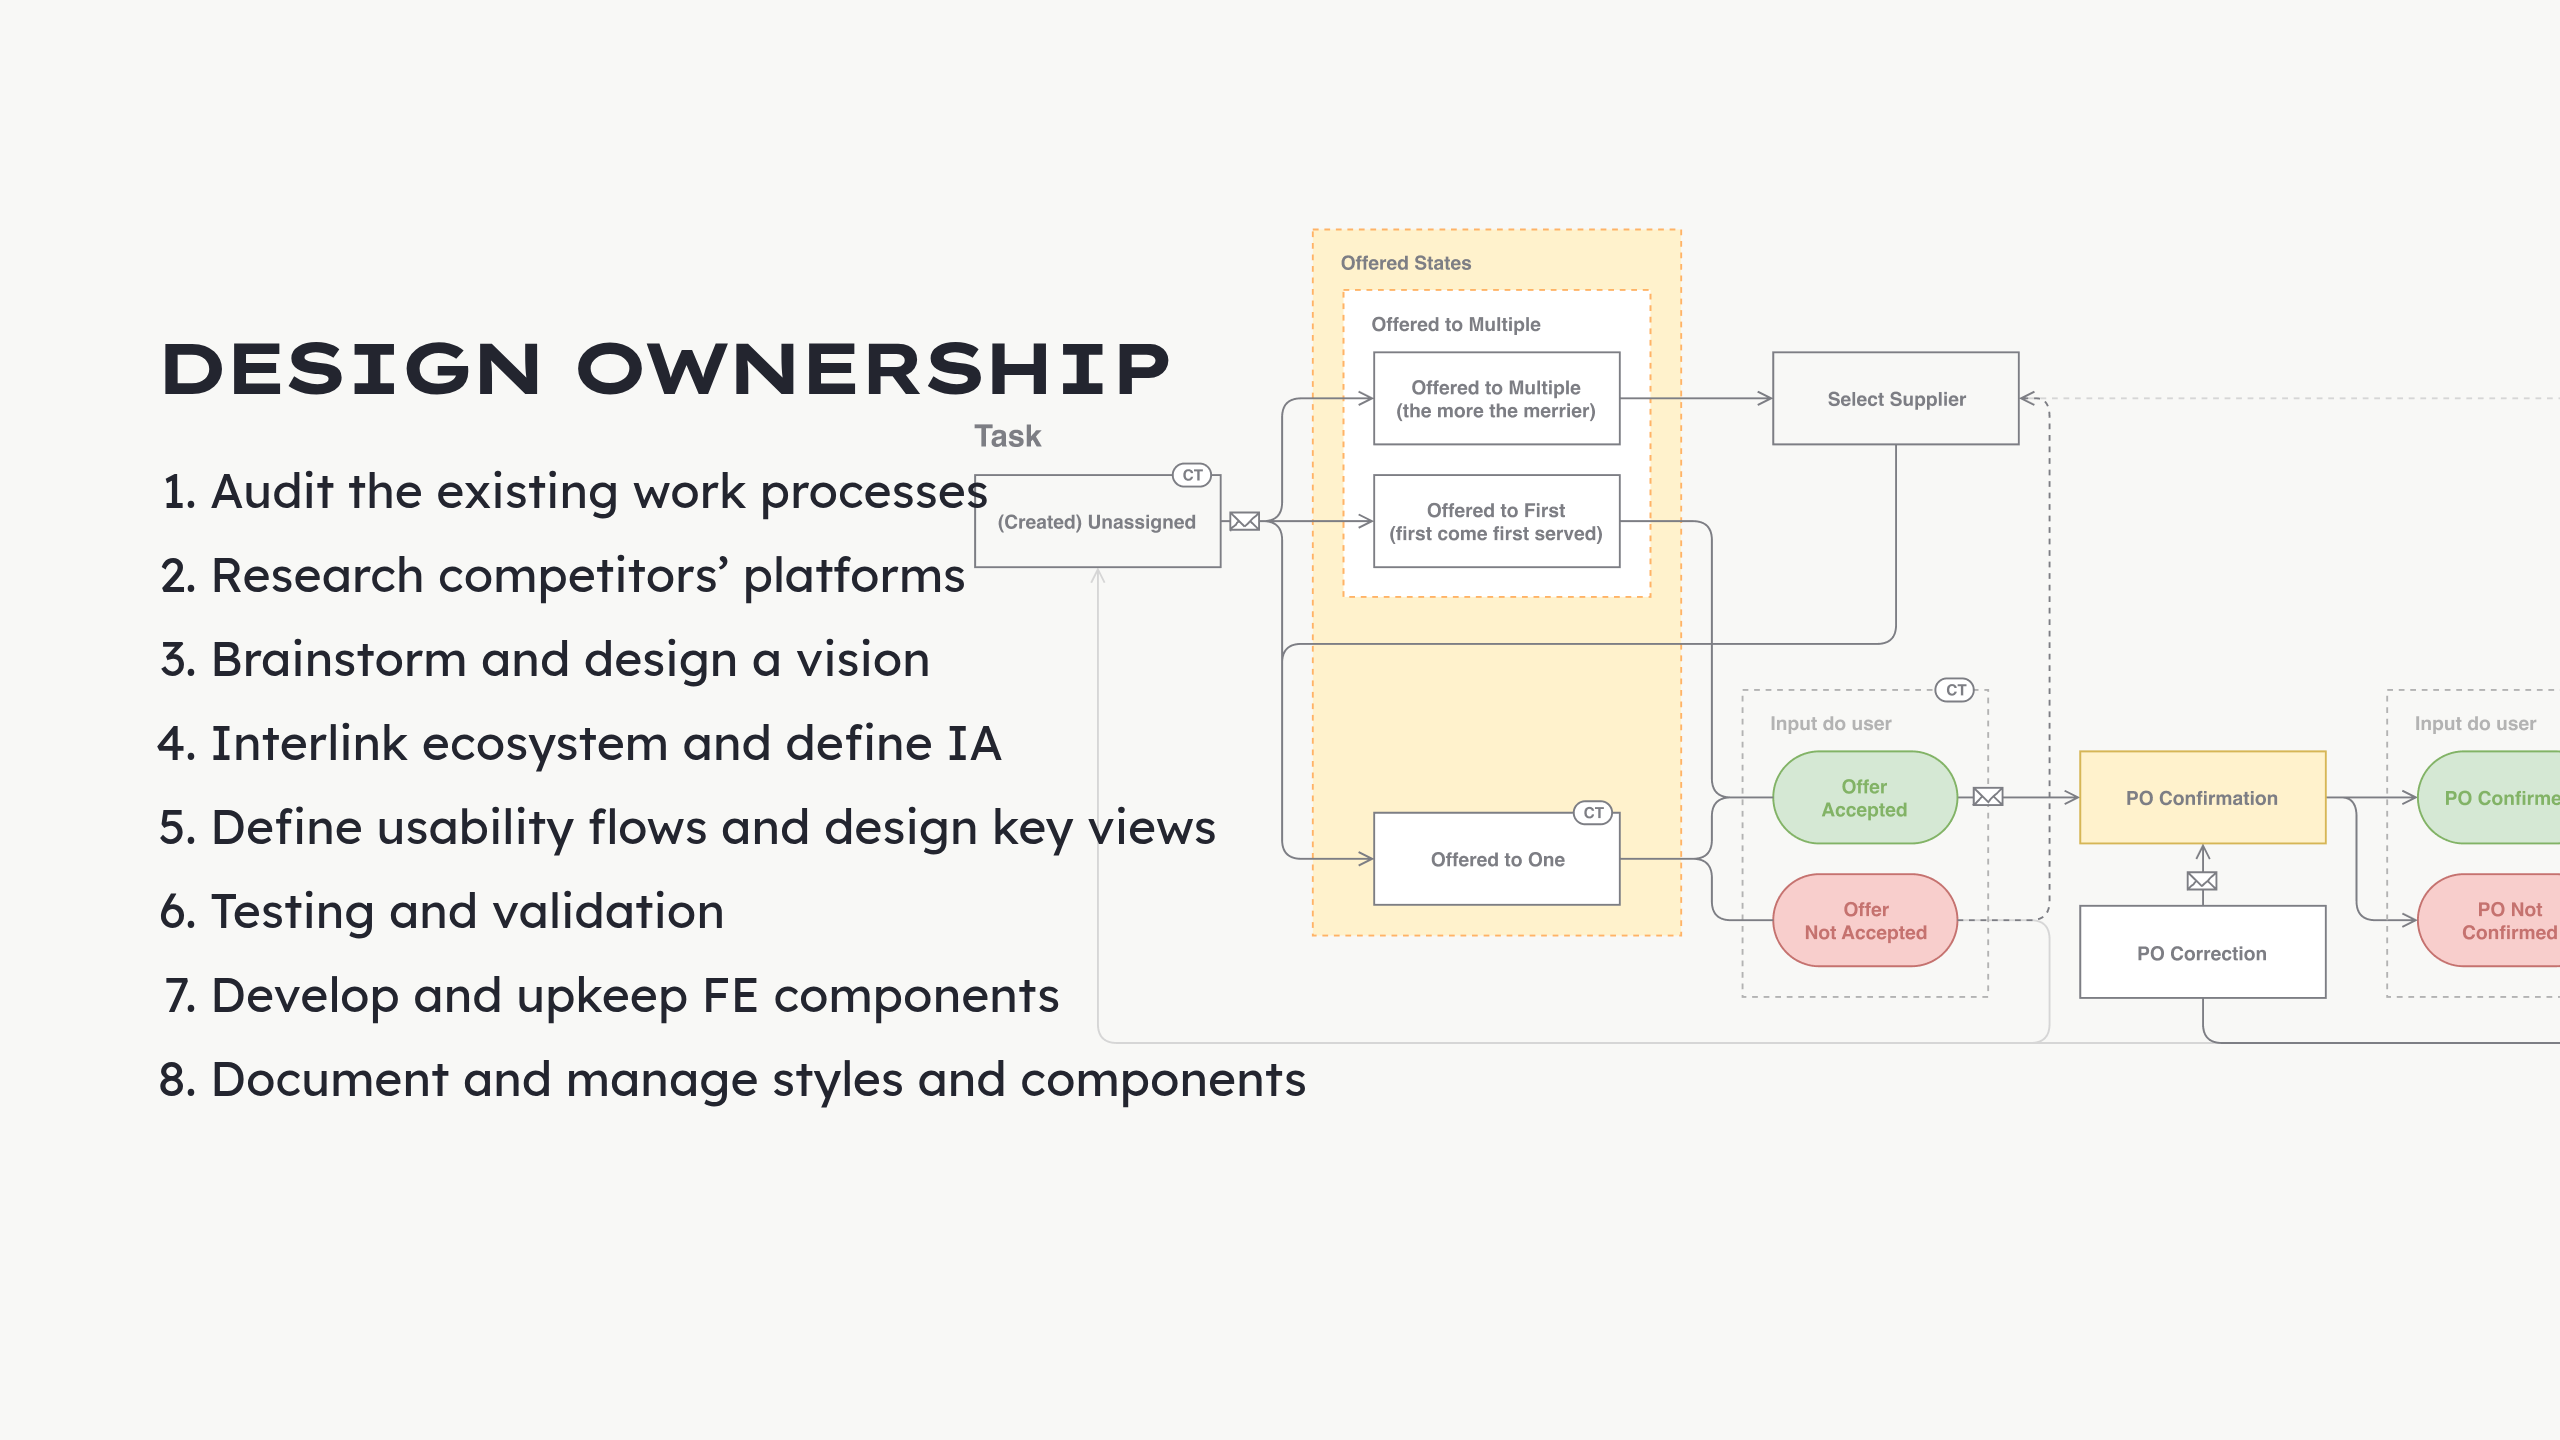 DESIGN OWNERSHIP
1. Audit the existing work processes
2. Research competitors’ platforms
3. Brainstorm and design a vision
4. Interlink ecosystem and define IA
5. Define usability flows and design key views
6. Testing and validation
7. Develop and upkeep FE components
8. Document and manage styles and components
Task
CT
(Created) Unassigned
Offered States
Offered to Multiple
Offered to Multiple
(the more the merrier)
Offered to First
(first come first served)
CT
Offered to One
Select Supplier
CT
Input do user
Offer
Accepted
Offer
Not Accepted
PO Confirmation
PO Correction
Input do user
PO Confirme
PO Not
Confirmed